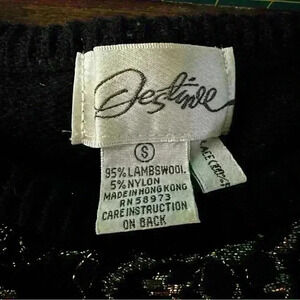 Destinee
S
95% LAMBSWOOL
5% NYLON
MADE IN HONG KONG
RN 58973
CARE INSTRUCTION
ON BACK